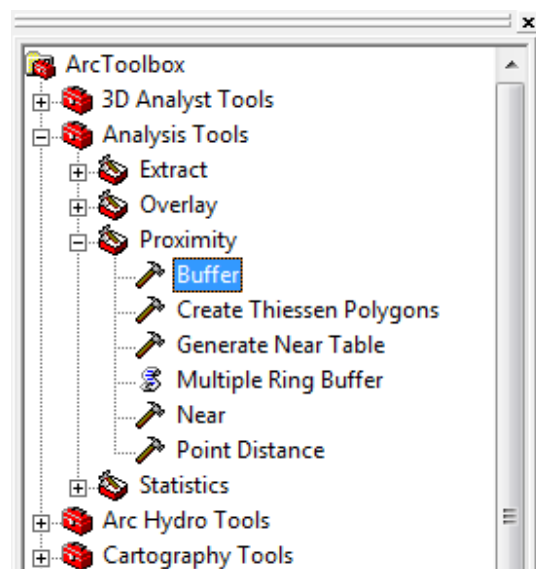 ArcToolbox
3D Analyst Tools
Analysis Tools
Extract
Overlay
Proximity
Buffer
Create Thiessen Polygons
Generate Near Table
Multiple Ring Buffer
Near
Point Distance
Statistics
Arc Hydro Tools
Cartography Tools